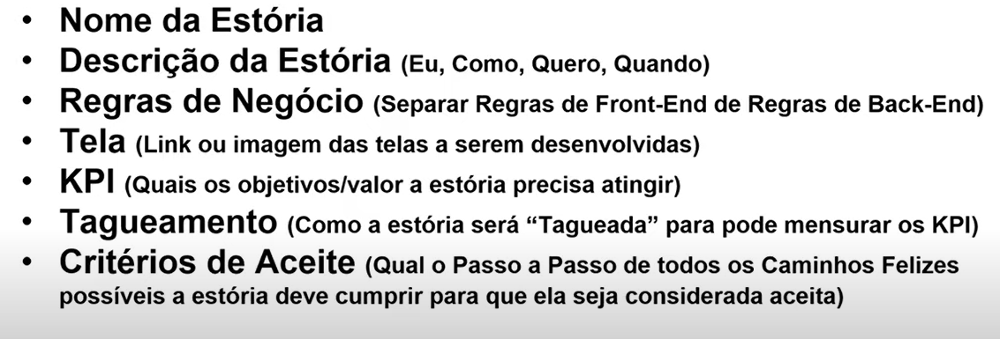 • Nome da Estória
• Descrição da Estória (Eu, Como, Quero, Quando)
• Regras de Negócio (Separar Regras de Front-End de Regras de Back-End)
• Tela (Link ou imagem das telas a serem desenvolvidas)
• KPI (Quais os objetivos/valor a estória precisa atingir)
• Tagueamento (Como a estória será “Tagueada” para pode mensurar os KPI)
• Critérios de Aceite (Qual o Passo a Passo de todos os Caminhos Felizes
possíveis a estória deve cumprir para que ela seja considerada aceita)